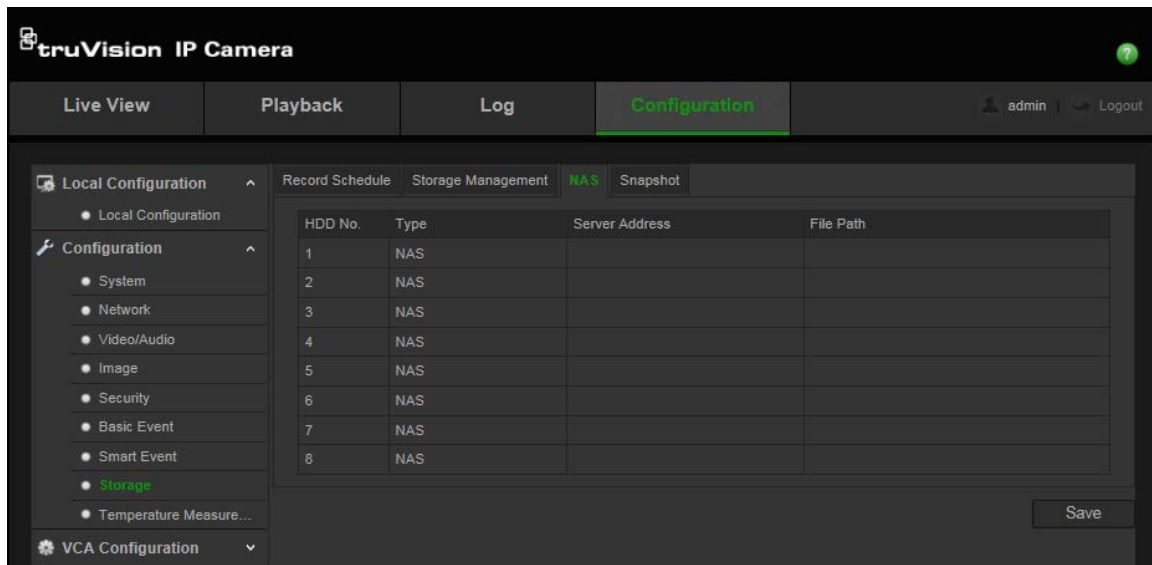 truVision IP Camera
?
Live View Playback Log Configuration admin Logout
Local Configuration
Local Configuration
Configuration
System
Network
Video/Audio
Image
Security
Basic Event
Smart Event
Storage
Temperature Measure...
VCA Configuration
Record Schedule Storage Management NAS Snapshot
HDD No. Type Server Address File Path
1 NAS
2 NAS
3 NAS
4 NAS
5 NAS
6 NAS
7 NAS
8 NAS
Save